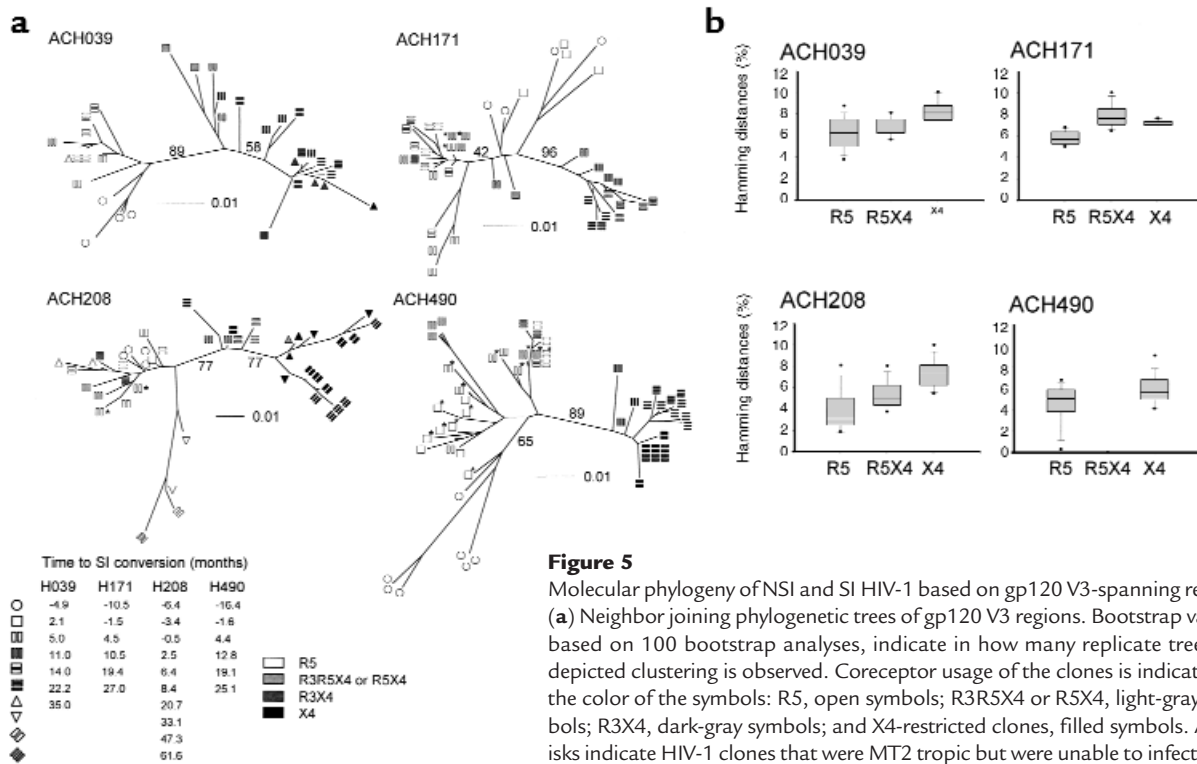 a
b
ACH039
ACH171
89
58
0.01
42
96
0.01
ACH208
ACH490
77
77
0.01
89
65
0.01
ACH039
ACH171
Hamming distances (%)
12
10
8
6
4
2
0
R5 R5X4 X4
12
10
8
6
4
2
0
R5 R5X4 X4
ACH208
ACH490
Hamming distances (%)
12
10
8
6
4
2
0
R5 R5X4 X4
12
10
8
6
4
2
0
R5 R5X4 X4
Time to SI conversion (months)
H039 H171 H208 H490
-4.9 -10.5 -6.4 -16.4
2.1 -1.5 -3.4 -1.6
5.0 4.5 -0.5 4.4
11.0 10.5 2.5 12.8
14.0 19.4 6.4 19.1
22.2 27.0 8.4 25.1
35.0 20.7
33.1
47.3
61.6
R5
R3R5X4 or R5X4
R3X4
X4
Figure 5
Molecular phylogeny of NSI and SI HIV-1 based on gp120 V3-spanning re
(a) Neighbor joining phylogenetic trees of gp120 V3 regions. Bootstrap va
based on 100 bootstrap analyses, indicate in how many replicate tree
depicted clustering is observed. Coreceptor usage of the clones is indicat
the color of the symbols: R5, open symbols; R3R5X4 or R5X4, light-gray
bols; R3X4, dark-gray symbols; and X4-restricted clones, filled symbols. A
isks indicate HIV-1 clones that were MT2 tropic but were unable to infect